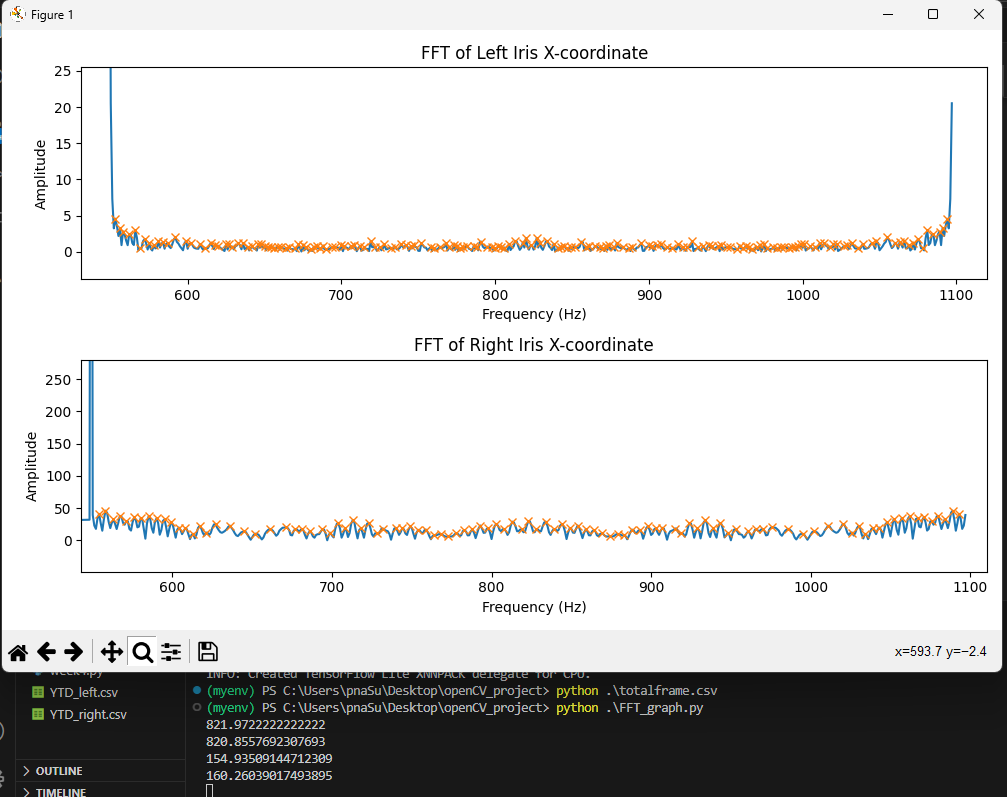 Figure 1
FFT of Left Iris X-coordinate
25
20
15
10
5
0
Amplitude
600 700 800 900 1000 1100
Frequency (Hz)
FFT of Right Iris X-coordinate
250
200
150
100
50
0
Amplitude
600 700 800 900 1000 1100
Frequency (Hz)
x=593.7 y=−2.4
week4.py
YTD_left.csv
YTD_right.csv
OUTLINE
TIMELINE
INFO: Created TensorFlow Lite XNNPACK delegate for CPU.
(myenv) PS C:\Users\pnaSu\Desktop\openCV_project> python .\totalframe.csv
(myenv) PS C:\Users\pnaSu\Desktop\openCV_project> python .\FFT_graph.py
821.9722222222222
820.8557692307693
154.93509144712309
160.26039017493895